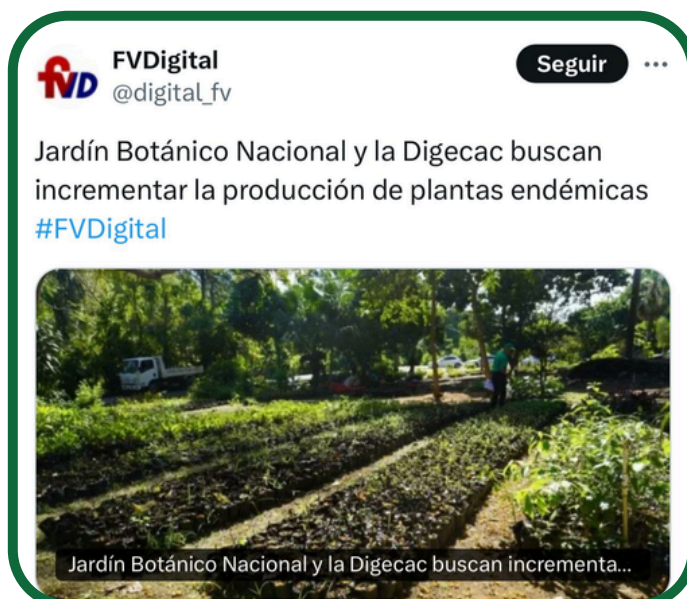 fvD
FVDigital
@digital_fv
Seguir
Jardín Botánico Nacional y la Digecac buscan
incrementar la producción de plantas endémicas
#FVDigital
Jardín Botánico Nacional y la Digecac buscan incrementa...